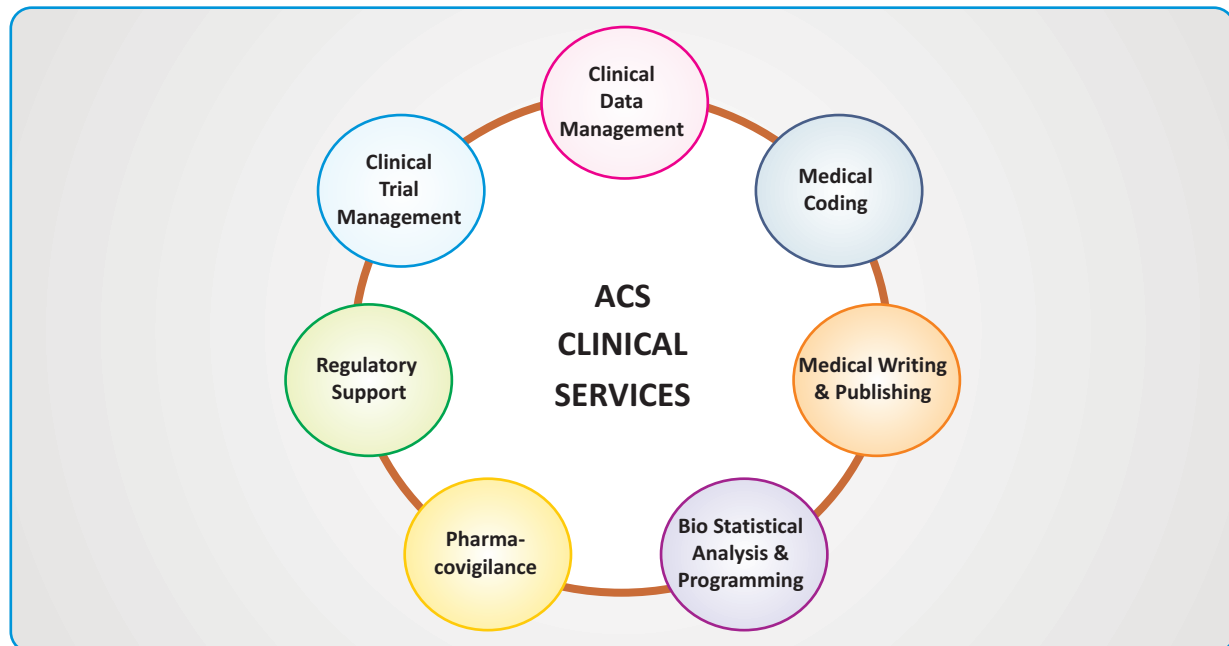 Clinical
Data
Management
Medical
Coding
Medical Writing
& Publishing
Bio Statistical
Analysis &
Programming
Pharma-
covigilance
Regulatory
Support
Clinical
Trial
Management
ACS
CLINICAL
SERVICES